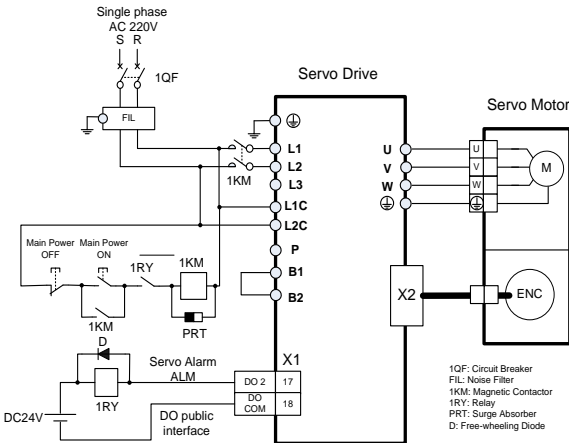 Single phase
AC 220V
S R
1QF
FIL
Servo Drive
Servo Motor
L1
L2
L3
L1C
L2C
P
B1
B2
1KM
U
V
W
U
V
W
M
X2
ENC
Main Power
OFF
Main Power
ON
1RY
1KM
1KM
PRT
D
Servo Alarm
ALM
1RY
DC24V
DO public
interface
X1
DO 2
17
DO
COM
18
1QF: Circuit Breaker
FIL: Noise Filter
1KM: Magnetic Contactor
1RY: Relay
PRT: Surge Absorber
D: Free-wheeling Diode